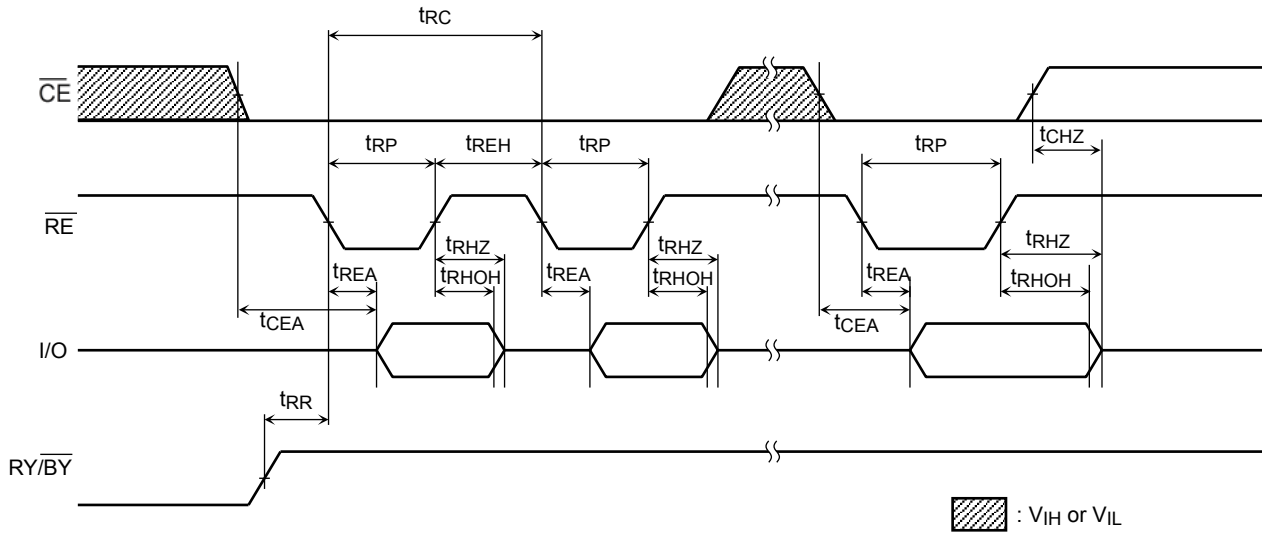 tRC
CE
tRP tREH tRP tRP tCHZ
RE
tRHZ tRHZ tRHZ
tREA tRHOH tREA tRHOH tREA tRHOH
tCEA tCEA
I/O
tRR
RY/BY
: VIH or VIL